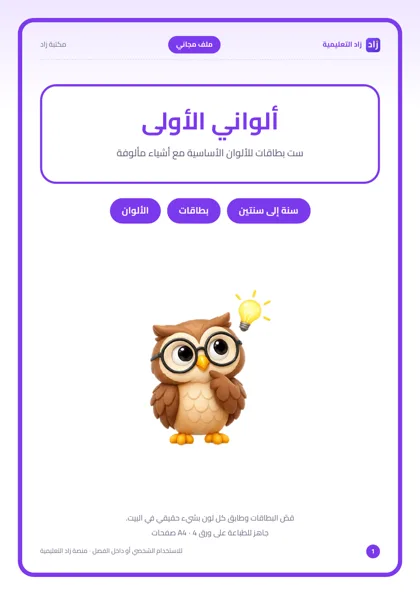 زاد زاد التعليمية
ملف مجاني
مكتبة زاد
ألواني الأولى
ست بطاقات للألوان الأساسية مع أشياء مألوفة
سنة إلى سنتين
بطاقات
الألوان
قصّ البطاقات وطابق كل لون بشيء حقيقي في البيت.
جاهز للطباعة على ورق A4 · 4 صفحات
1
للاستخدام الشخصي أو داخل الفصل · منصة زاد التعليمية